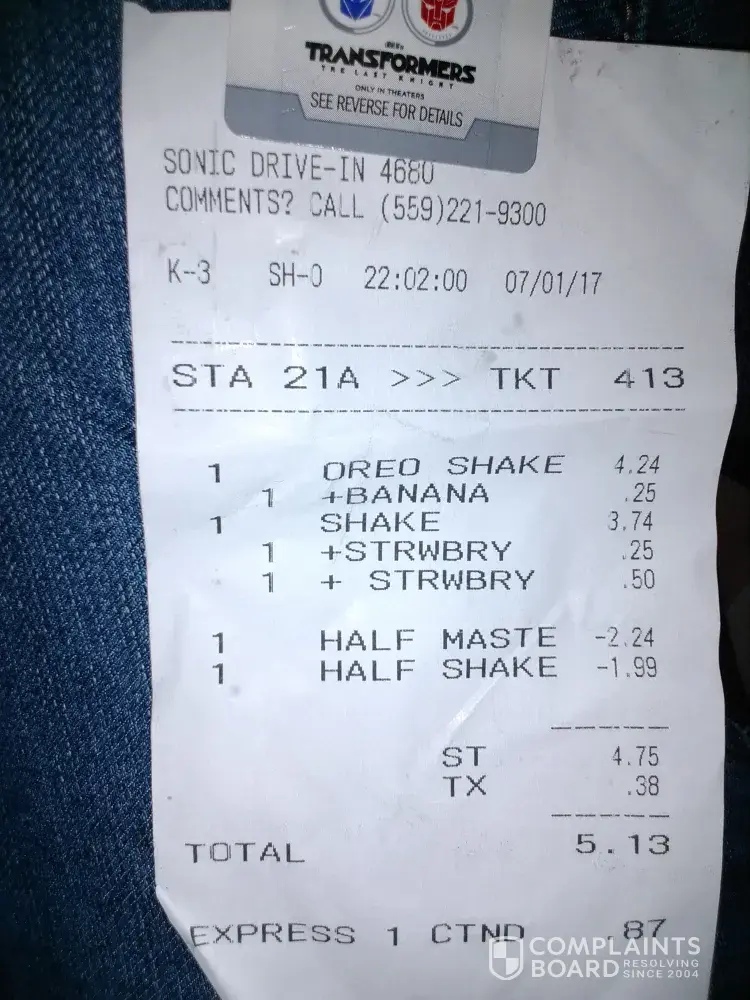 TRANSFORMERS
THE LAST KNIGHT
ONLY IN THEATERS
SEE REVERSE FOR DETAILS
SONIC DRIVE-IN 4680
COMMENTS? CALL (559)221-9300
K-3 SH-0 22:02:00 07/01/17
STA 21A >>> TKT 413
1 OREO SHAKE 4.24
1 +BANANA .25
1 SHAKE 3.74
1 +STRWBRY .25
1 + STRWBRY .50
1 HALF MASTE -2.24
1 HALF SHAKE -1.99
ST 4.75
TX .38
TOTAL 5.13
EXPRESS 1 CTND .87
COMPLAINTS
BOARD RESOLVING SINCE 2004